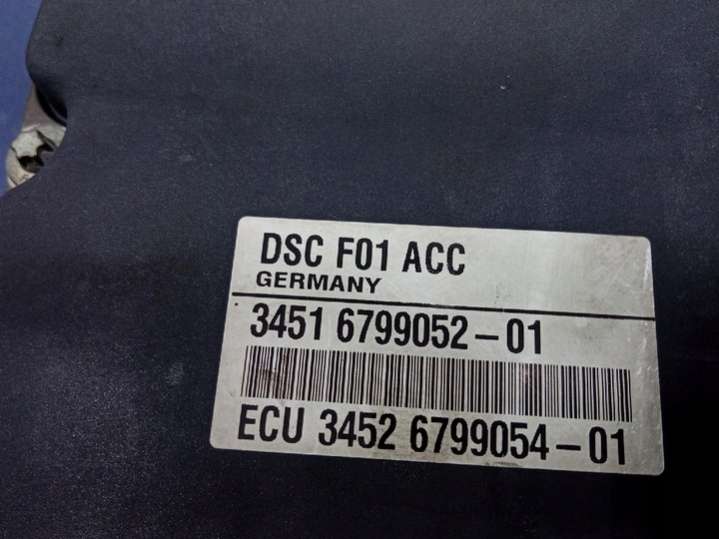 DSC F01 ACC
GERMANY
3451 6799052-01
ECU 3452 6799054-01